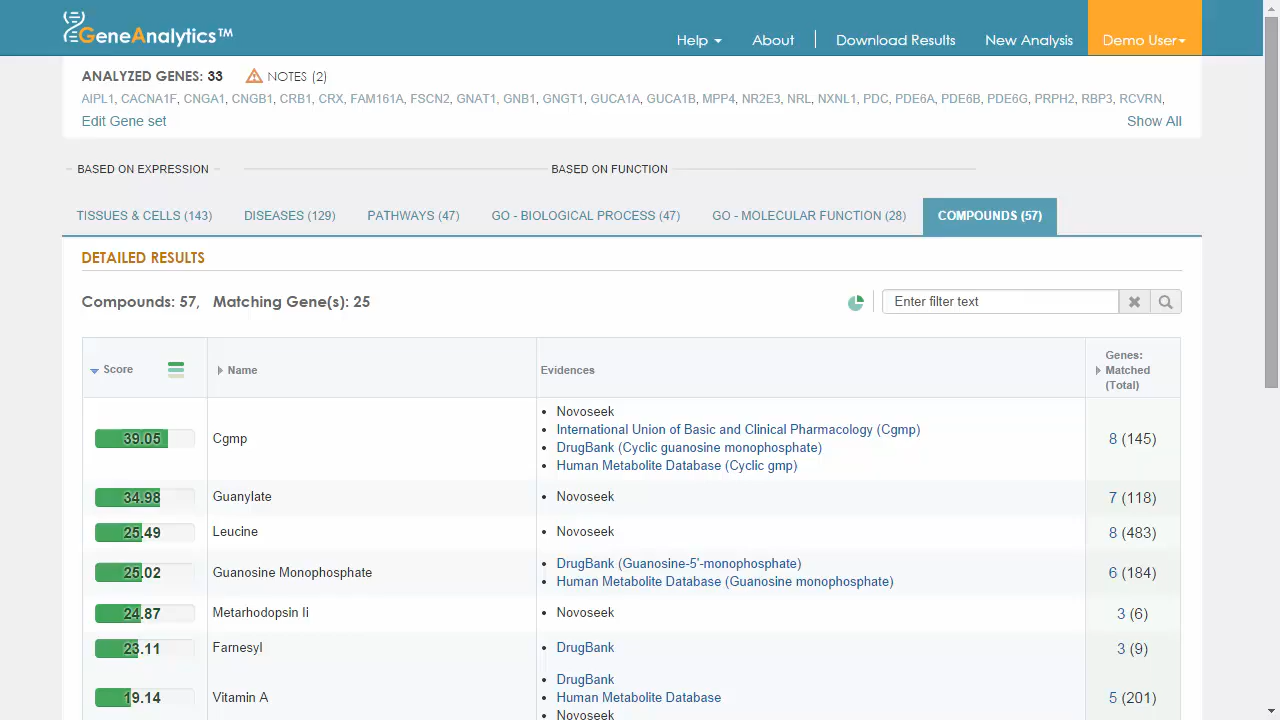 GeneAnalytics™
Help
About
Download Results
New Analysis
Demo User
ANALYZED GENES: 33
NOTES (2)
AIPL1, CACNA1F, CNGA1, CNGB1, CRB1, CRX, FAM161A, FSCN2, GNAT1, GNB1, GNGT1, GUCA1A, GUCA1B, MPP4, NR2E3, NRL, NXNL1, PDC, PDE6A, PDE6B, PDE6G, PRPH2, RBP3, RCVRN,
Edit Gene set
Show All
BASED ON EXPRESSION
BASED ON FUNCTION
TISSUES & CELLS (143)
DISEASES (129)
PATHWAYS (47)
GO - BIOLOGICAL PROCESS (47)
GO - MOLECULAR FUNCTION (28)
COMPOUNDS (57)
DETAILED RESULTS
Compounds: 57, Matching Gene(s): 25
Enter filter text
Score
Name
Evidences
Genes:
Matched
(Total)
39.05
Cgmp
• Novoseek
• International Union of Basic and Clinical Pharmacology (Cgmp)
• DrugBank (Cyclic guanosine monophosphate)
• Human Metabolite Database (Cyclic gmp)
8 (145)
34.98
Guanylate
• Novoseek
7 (118)
25.49
Leucine
• Novoseek
8 (483)
25.02
Guanosine Monophosphate
• DrugBank (Guanosine-5'-monophosphate)
• Human Metabolite Database (Guanosine monophosphate)
6 (184)
24.87
Metarhodopsin Ii
• Novoseek
3 (6)
23.11
Farnesyl
• DrugBank
3 (9)
19.14
Vitamin A
• DrugBank
• Human Metabolite Database
• Novoseek
5 (201)